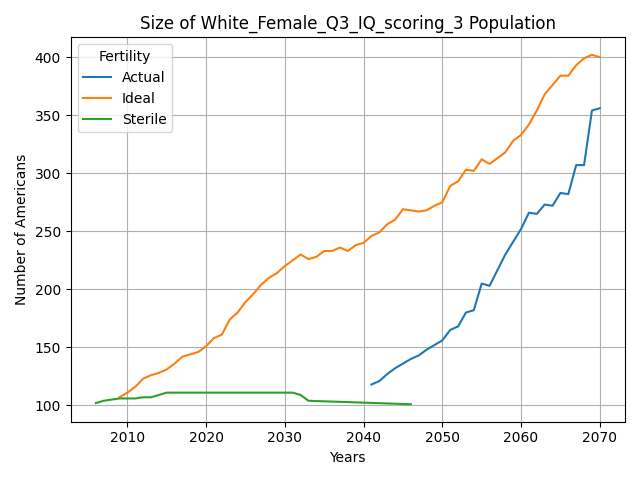 Size of White_Female_Q3_IQ_scoring_3 Population
Fertility
Actual
Ideal
Sterile
Number of Americans
400
350
300
250
200
150
100
2010 2020 2030 2040 2050 2060 2070
Years